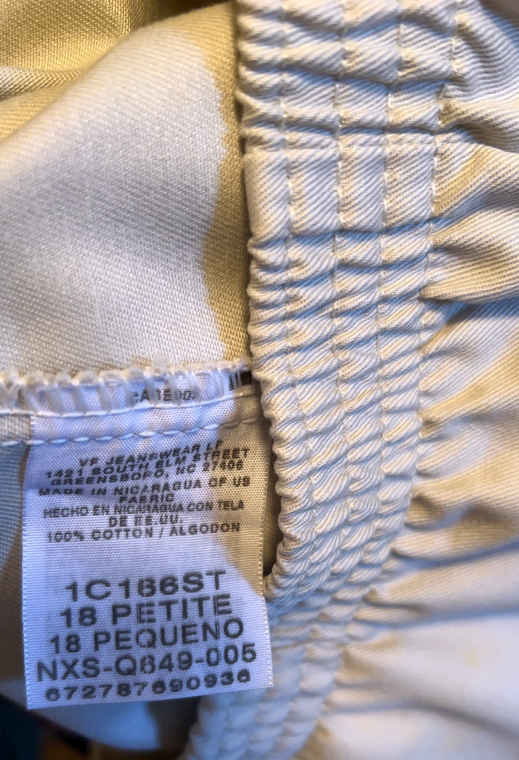 VF JEANSWEAR LP
1421 SOUTH ELM STREET
GREENSBORO, NC 27406
MADE IN NICARAGUA OF US
FABRIC
HECHO EN NICARAGUA CON TELA
DE EE.UU.
100% COTTON / ALGODON
1C166ST
18 PETITE
18 PEQUENO
NXS-Q649-005
672787690936